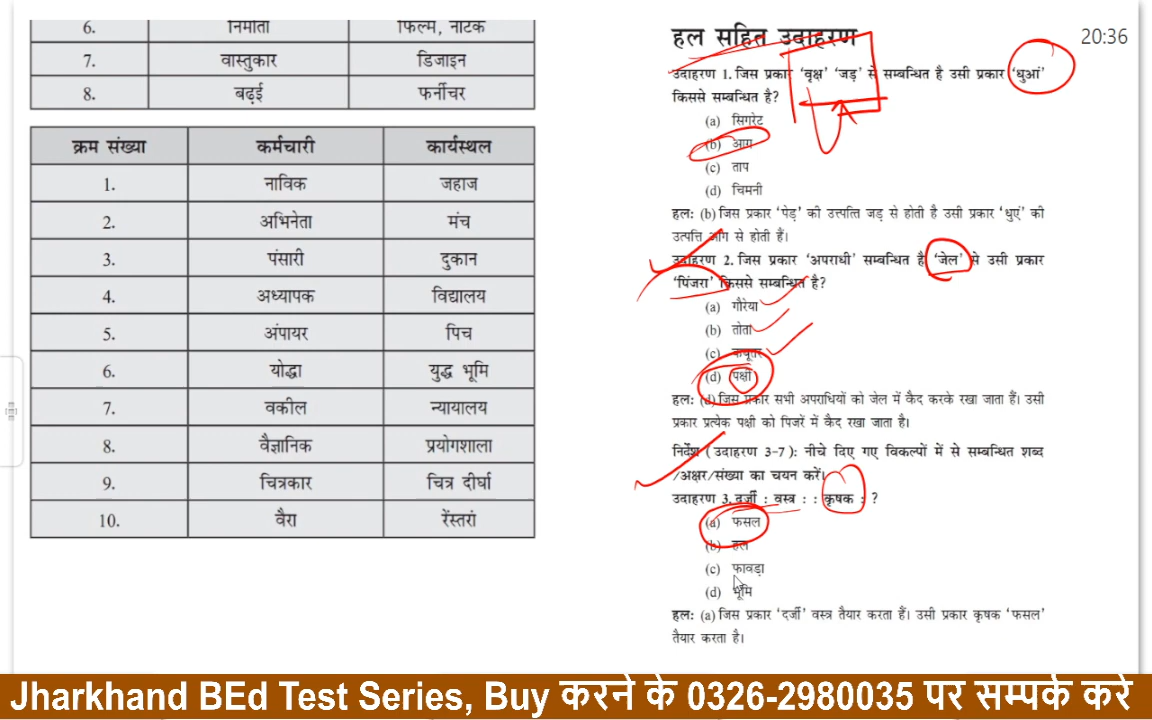 6. निर्माता फिल्म, नाटक
7. वास्तुकार डिजाइन
8. बढ़ई फर्नीचर
क्रम संख्या कर्मचारी कार्यस्थल
1. नाविक जहाज
2. अभिनेता मंच
3. पंसारी दुकान
4. अध्यापक विद्यालय
5. अंपायर पिच
6. योद्धा युद्ध भूमि
7. वकील न्यायालय
8. वैज्ञानिक प्रयोगशाला
9. चित्रकार चित्र दीर्घा
10. वैरा रेंस्तरां
हल सहित उदाहरण
20:36
उदाहरण 1. जिस प्रकार ‘वृक्ष’ ‘जड़’ से सम्बन्धित है उसी प्रकार ‘धुआं’
किससे सम्बन्धित है?
(a) सिगरेट
(b) आग
(c) ताप
(d) चिमनी
हल: (b) जिस प्रकार ‘पेड़’ की उत्त्पत्ति जड़ से होती है उसी प्रकार ‘धुएं’ की
उत्पत्ति आग से होती हैं।
उदाहरण 2. जिस प्रकार ‘अपराधी’ सम्बन्धित है ‘जेल’ से उसी प्रकार
‘पिंजरा’ किससे सम्बन्धित है?
(a) गौरेया
(b) तोता
(c) कबूतर
(d) पक्षी
हल: (d) जिस प्रकार सभी अपराधियों को जेल में कैद करके रखा जाता हैं। उसी
प्रकार प्रत्येक पक्षी को पिजरें में कैद रखा जाता है।
निर्देश (उदाहरण 3-7): नीचे दिए गए विकल्पों में से सम्बन्धित शब्द
/अक्षर/संख्या का चयन करें।
उदाहरण 3. दर्जी : वस्त्र : : कृषक : ?
(a) फसल
(b) हल
(c) फावड़ा
(d) भूमि
हल: (a) जिस प्रकार ‘दर्जी’ वस्त्र तैयार करता हैं। उसी प्रकार कृषक ‘फसल’
तैयार करता है।
Jharkhand BEd Test Series, Buy करने के 0326-2980035 पर सम्पर्क करे